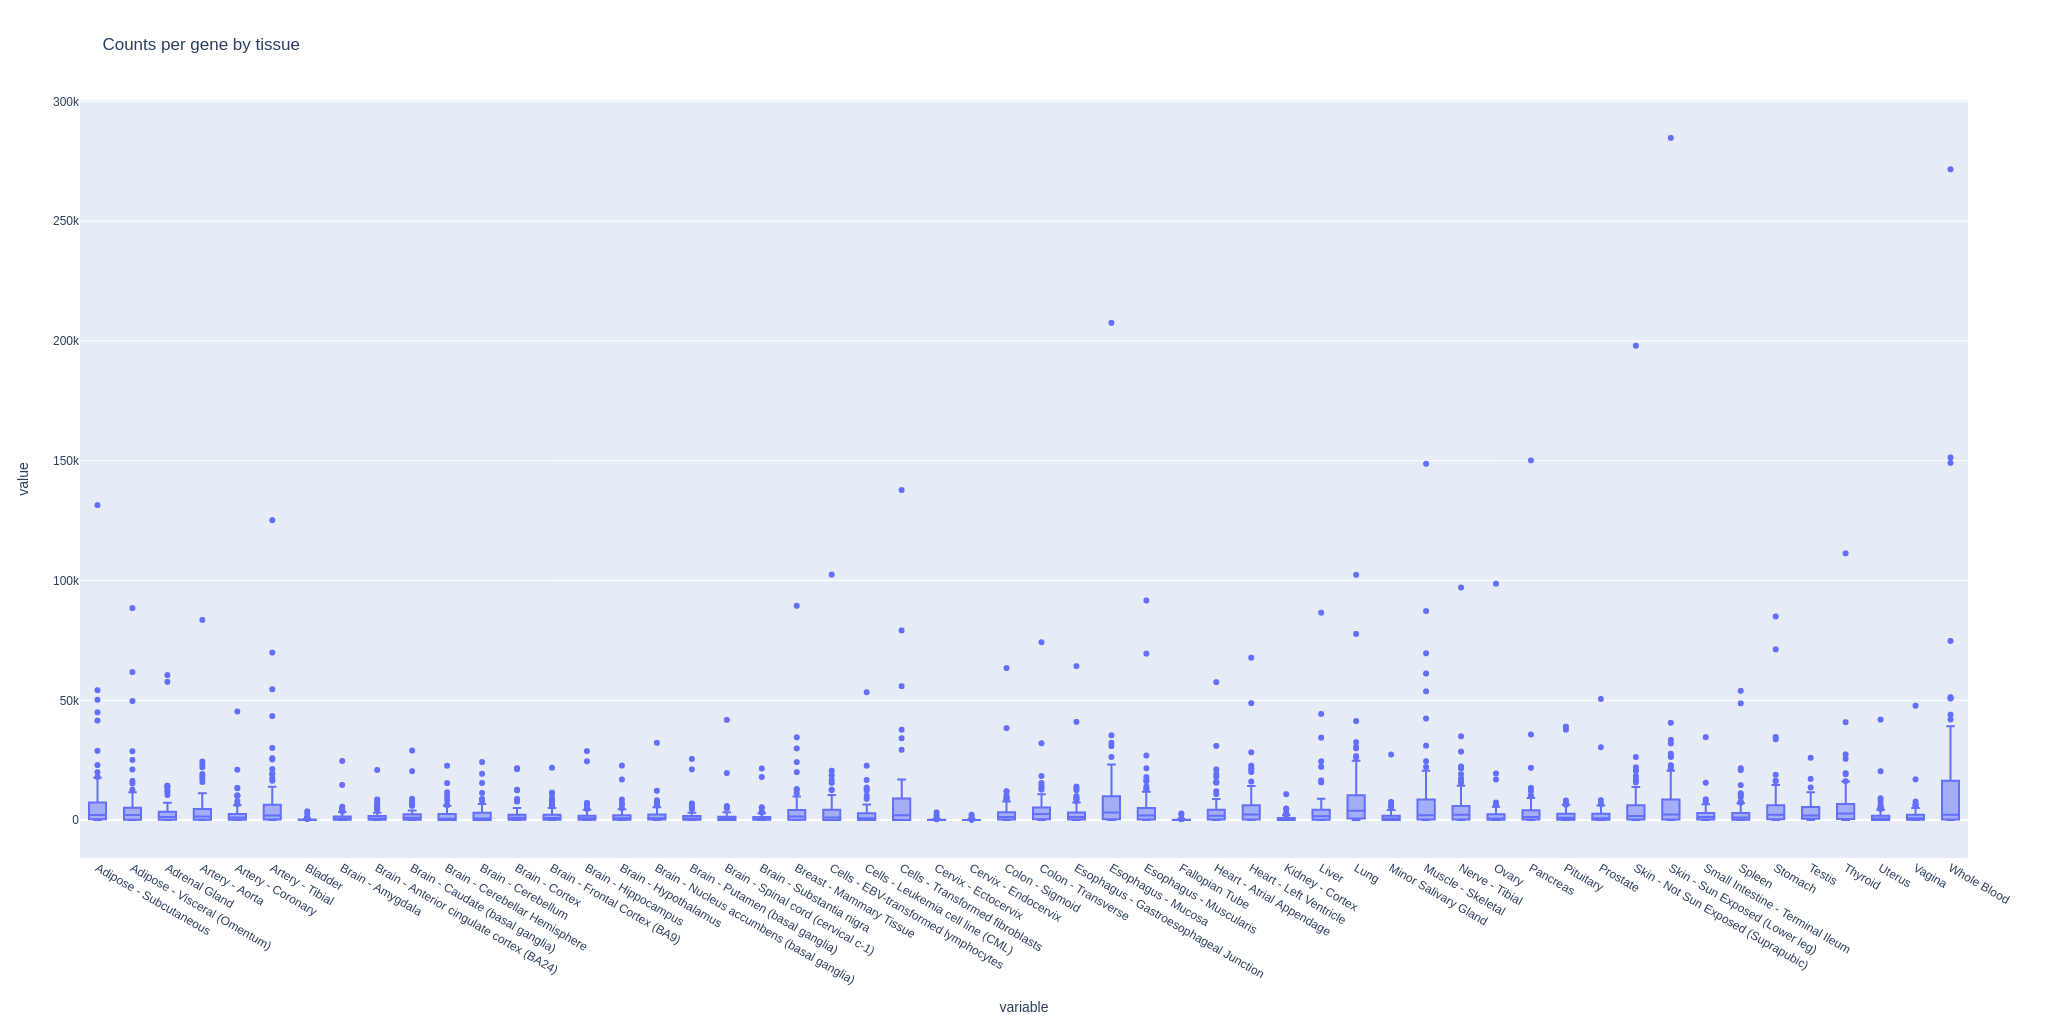 Counts per gene by tissue
300k
250k
200k
150k
100k
50k
0
value
Adipose - Subcutaneous
Adipose - Visceral (Omentum)
Adrenal Gland
Artery - Aorta
Artery - Coronary
Artery - Tibial
Bladder
Brain - Amygdala
Brain - Anterior cingulate cortex (BA24)
Brain - Caudate (basal ganglia)
Brain - Cerebellar Hemisphere
Brain - Cerebellum
Brain - Cortex
Brain - Frontal Cortex (BA9)
Brain - Hippocampus
Brain - Hypothalamus
Brain - Nucleus accumbens (basal ganglia)
Brain - Putamen (basal ganglia)
Brain - Spinal cord (cervical c-1)
Brain - Substantia nigra
Breast - Mammary Tissue
Cells - EBV-transformed lymphocytes
Cells - Leukemia cell line (CML)
Cells - Transformed fibroblasts
Cervix - Ectocervix
Cervix - Endocervix
Colon - Sigmoid
Colon - Transverse
Esophagus - Gastroesophageal Junction
Esophagus - Mucosa
Esophagus - Muscularis
Fallopian Tube
Heart - Atrial Appendage
Heart - Left Ventricle
Kidney - Cortex
Liver
Lung
Minor Salivary Gland
Muscle - Skeletal
Nerve - Tibial
Ovary
Pancreas
Pituitary
Prostate
Skin - Not Sun Exposed (Suprapubic)
Skin - Sun Exposed (Lower leg)
Small Intestine - Terminal Ileum
Spleen
Stomach
Testis
Thyroid
Uterus
Vagina
Whole Blood
variable